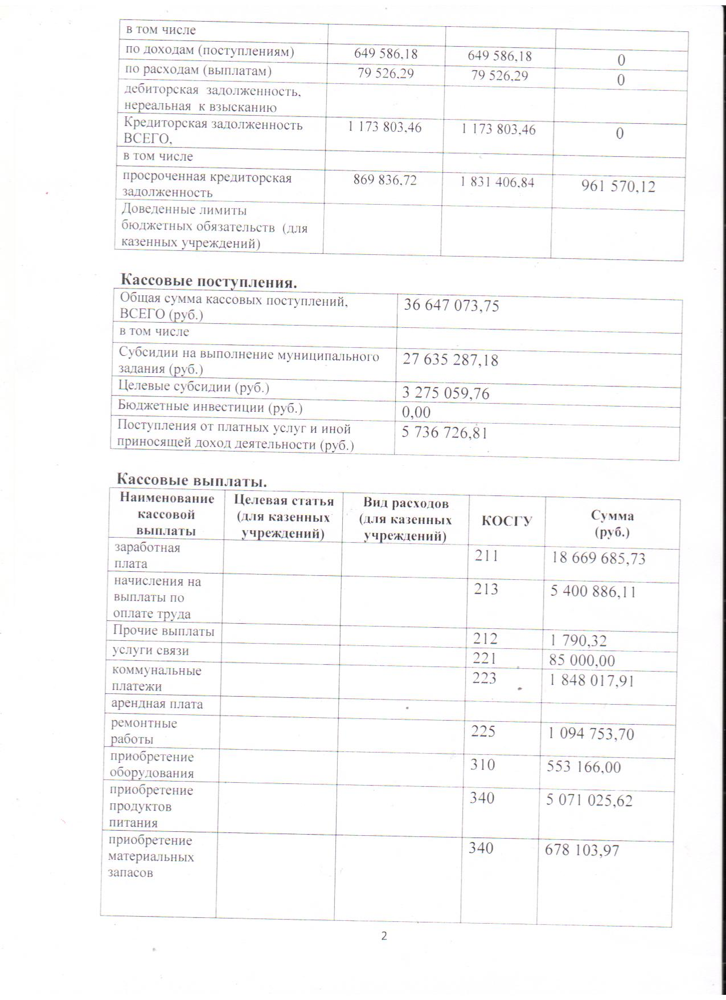 в том числе
по доходам (поступлениям) 649 586,18 649 586,18 0
по расходам (выплатам) 79 526,29 79 526,29 0
дебиторская задолженность,
нереальная к взысканию
Кредиторская задолженность 1 173 803,46 1 173 803,46 0
ВСЕГО,
в том числе
просроченная кредиторская 869 836,72 1 831 406,84 961 570,12
задолженность
Доведенные лимиты
бюджетных обязательств (для
казенных учреждений)
Кассовые поступления.
Общая сумма кассовых поступлений, 36 647 073,75
ВСЕГО (руб.)
в том числе
Субсидии на выполнение муниципального 27 635 287,18
задания (руб.)
Целевые субсидии (руб.) 3 275 059,76
Бюджетные инвестиции (руб.) 0,00
Поступления от платных услуг и иной 5 736 726,81
приносящей доход деятельности (руб.)
Кассовые выплаты.
Наименование Целевая статья Вид расходов КОСГУ Сумма
кассовой (для казенных (для казенных (руб.)
выплаты учреждений) учреждений)
заработная 211 18 669 685,73
плата
начисления на 213 5 400 886,11
выплаты по
оплате труда
Прочие выплаты 212 1 790,32
услуги связи 221 85 000,00
коммунальные 223 1 848 017,91
платежи
арендная плата
ремонтные 225 1 094 753,70
работы
приобретение 310 553 166,00
оборудования
приобретение 340 5 071 025,62
продуктов
питания
приобретение 340 678 103,97
материальных
запасов
2